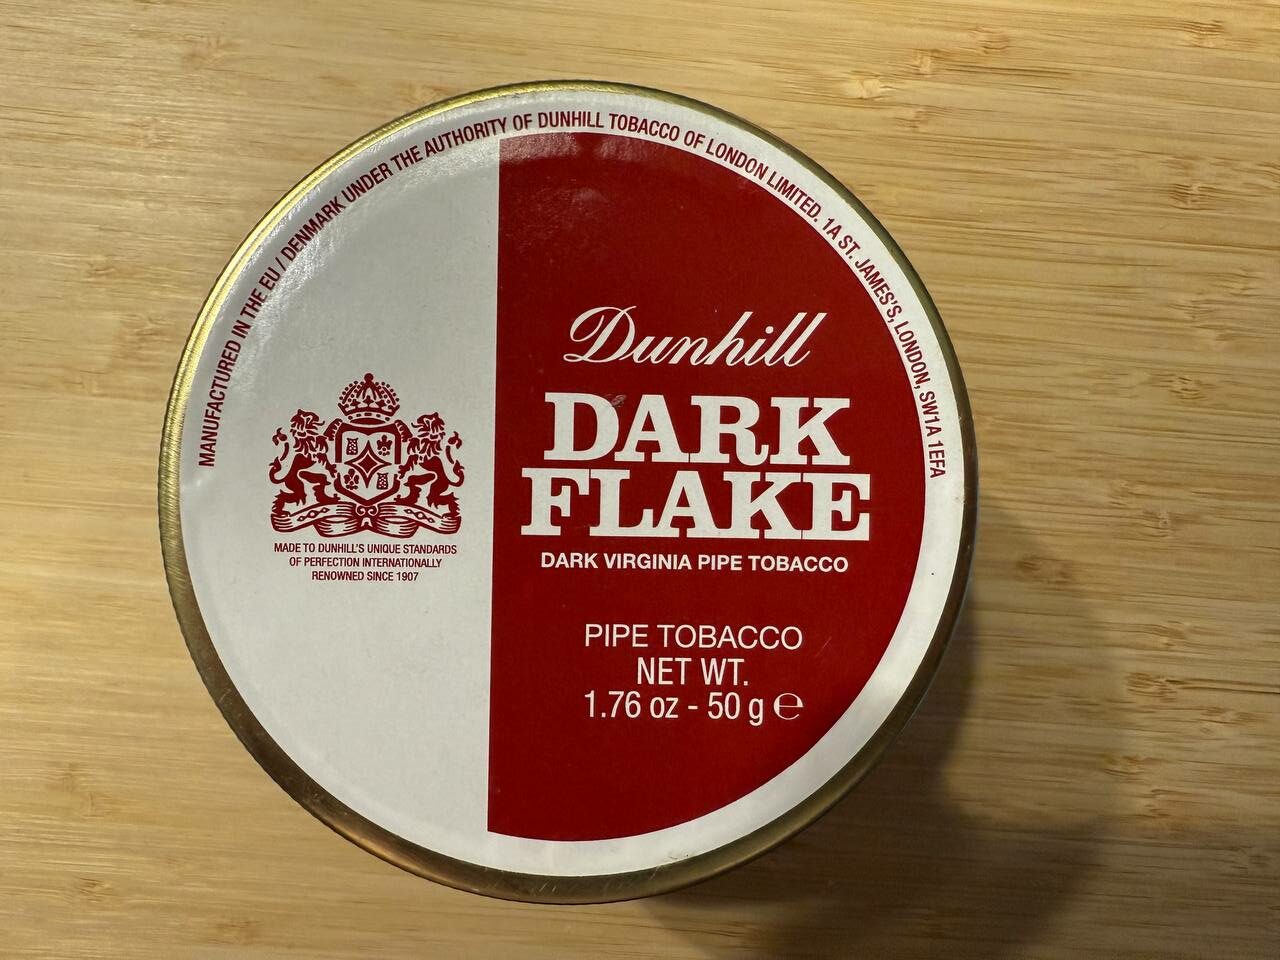 MANUFACTURED IN THE EU / DENMARK UNDER THE AUTHORITY OF DUNHILL TOBACCO OF LONDON LIMITED. 1A ST. JAMES'S, LONDON, SW1A 1EFA
MADE TO DUNHILL'S UNIQUE STANDARDS
OF PERFECTION INTERNATIONALLY
RENOWNED SINCE 1907
Dunhill
DARK
FLAKE
DARK VIRGINIA PIPE TOBACCO
PIPE TOBACCO
NET WT.
1.76 oz - 50 g ℮